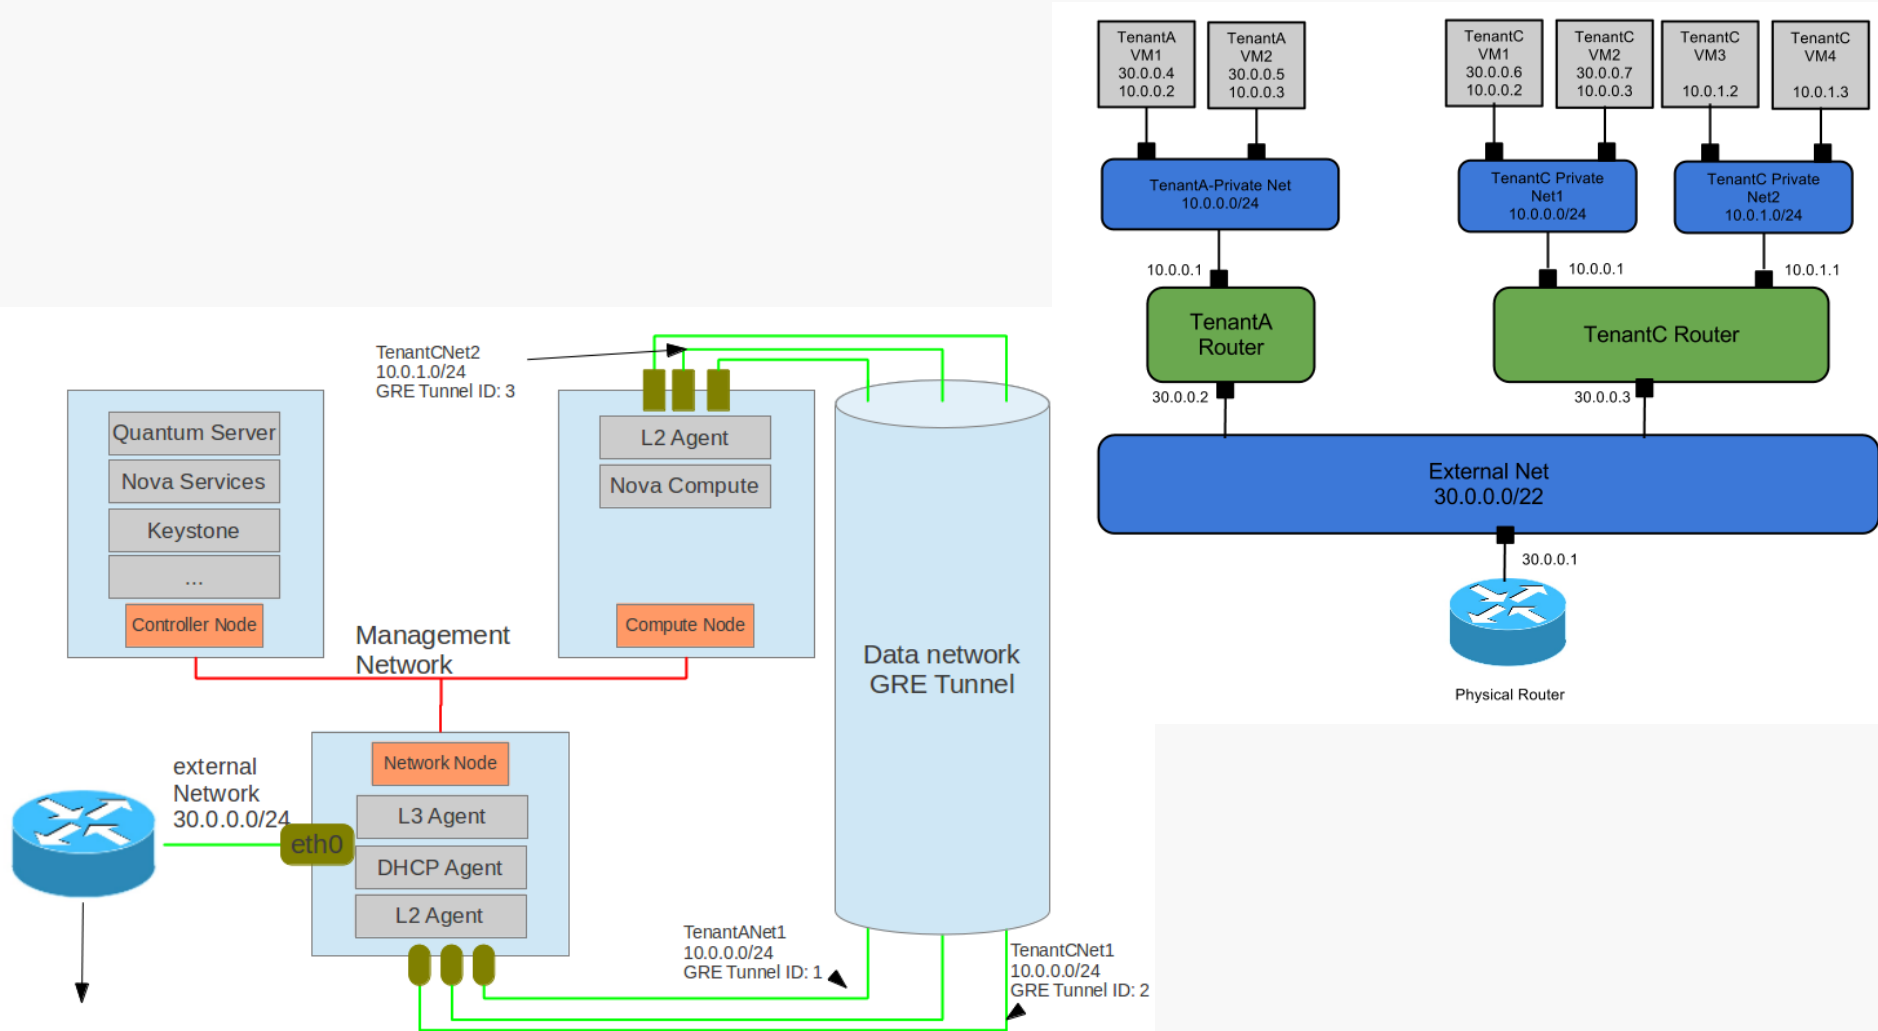 TenantA
VM1
30.0.0.4
10.0.0.2
TenantA
VM2
30.0.0.5
10.0.0.3
TenantC
VM1
30.0.0.6
10.0.0.2
TenantC
VM2
30.0.0.7
10.0.0.3
TenantC
VM3
10.0.1.2
TenantC
VM4
10.0.1.3
TenantA-Private Net
10.0.0.0/24
TenantC Private
Net1
10.0.0.0/24
TenantC Private
Net2
10.0.1.0/24
10.0.0.1
10.0.0.1
10.0.1.1
TenantA
Router
TenantC Router
30.0.0.2
30.0.0.3
External Net
30.0.0.0/22
30.0.0.1
Physical Router
TenantCNet2
10.0.1.0/24
GRE Tunnel ID: 3
Quantum Server
Nova Services
Keystone
...
Controller Node
L2 Agent
Nova Compute
Compute Node
Management
Network
Data network
GRE Tunnel
Network Node
L3 Agent
DHCP Agent
L2 Agent
external
Network
30.0.0.0/24
eth0
TenantANet1
10.0.0.0/24
GRE Tunnel ID: 1
TenantCNet1
10.0.0.0/24
GRE Tunnel ID: 2